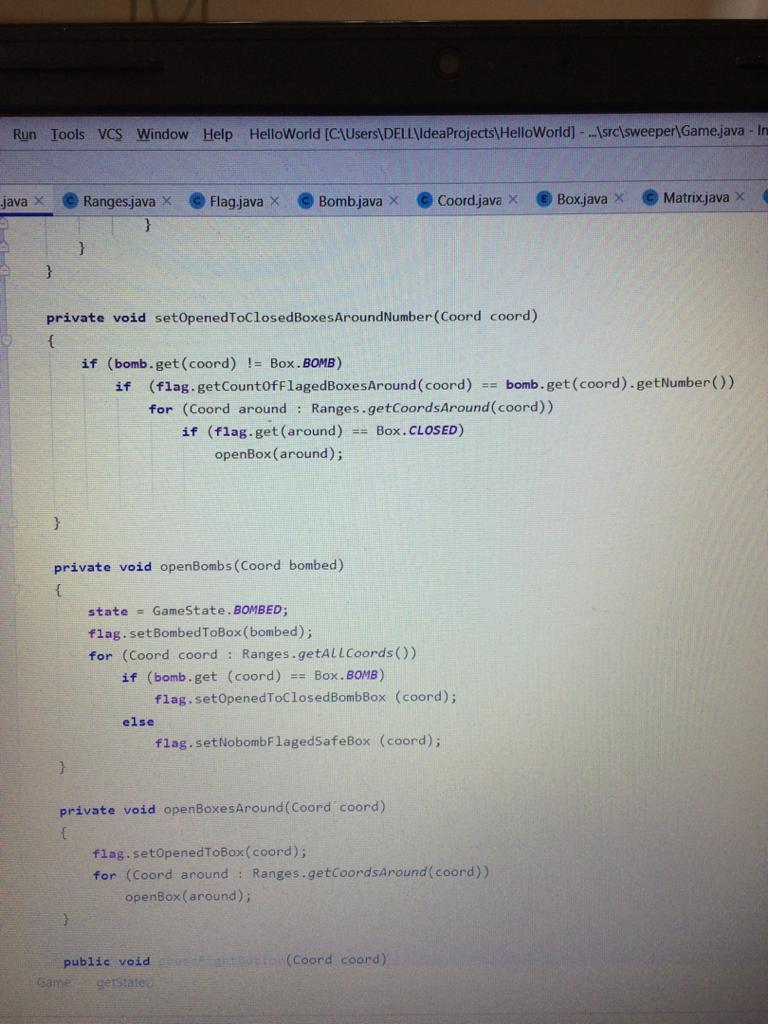 Run Tools VCS Window Help HelloWorld [C:\Users\DELL\IdeaProjects\HelloWorld] - ...\src\sweeper\Game.java - In
.java × C Ranges.java × C Flag.java × C Bomb.java × C Coord.java × E Box.java × C Matrix.java ×
}
}
}
private void setOpenedToClosedBoxesAroundNumber(Coord coord)
{
if (bomb.get(coord) != Box.BOMB)
if (flag.getCountOfFlagedBoxesAround(coord) == bomb.get(coord).getNumber())
for (Coord around : Ranges.getCoordsAround(coord))
if (flag.get(around) == Box.CLOSED)
openBox(around);
}
private void openBombs(Coord bombed)
{
state = GameState.BOMBED;
flag.setBombedToBox(bombed);
for (Coord coord : Ranges.getALLCoords())
if (bomb.get (coord) == Box.BOMB)
flag.setOpenedToClosedBombBox (coord);
else
flag.setNobombFlagedSafeBox (coord);
}
private void openBoxesAround(Coord coord)
{
flag.setOpenedToBox(coord);
for (Coord around : Ranges.getCoordsAround(coord))
openBox(around);
}
public void pressRightButton(Coord coord)
Game getState()